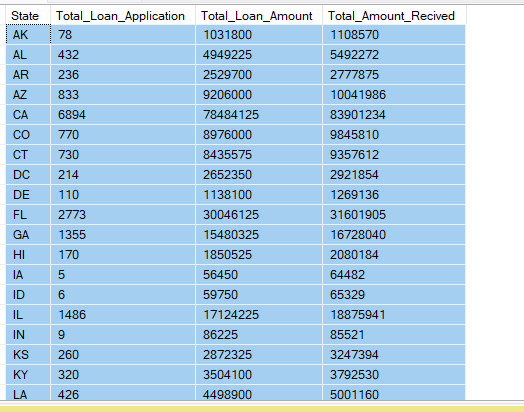 State Total_Loan_Application Total_Loan_Amount Total_Amount_Recived
AK 78 1031800 1108570
AL 432 4949225 5492272
AR 236 2529700 2777875
AZ 833 9206000 10041986
CA 6894 78484125 83901234
CO 770 8976000 9845810
CT 730 8435575 9357612
DC 214 2652350 2921854
DE 110 1138100 1269136
FL 2773 30046125 31601905
GA 1355 15480325 16728040
HI 170 1850525 2080184
IA 5 56450 64482
ID 6 59750 65329
IL 1486 17124225 18875941
IN 9 86225 85521
KS 260 2872325 3247394
KY 320 3504100 3792530
LA 426 4498900 5001160